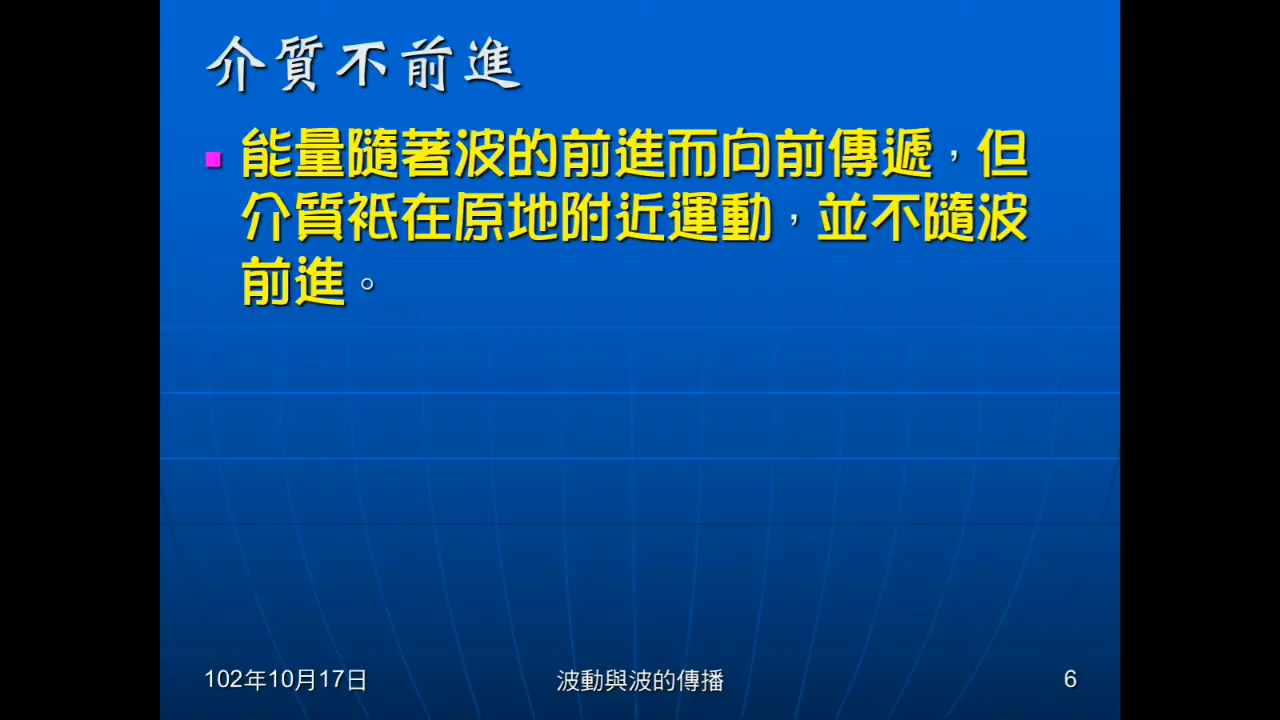 介質不前進
能量隨著波的前進而向前傳遞，但
介質衹在原地附近運動，並不隨波
前進。
102年10月17日
波動與波的傳播
6